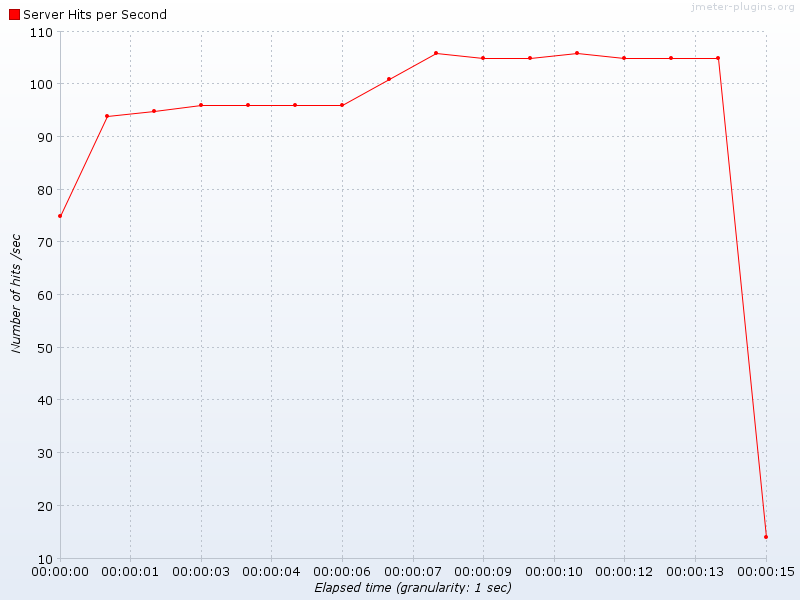 jmeter-plugins.org
Server Hits per Second
110
100
90
80
70
60
50
40
30
20
10
Number of hits /sec
00:00:00 00:00:01 00:00:03 00:00:04 00:00:06 00:00:07 00:00:09 00:00:10 00:00:12 00:00:13 00:00:15
Elapsed time (granularity: 1 sec)